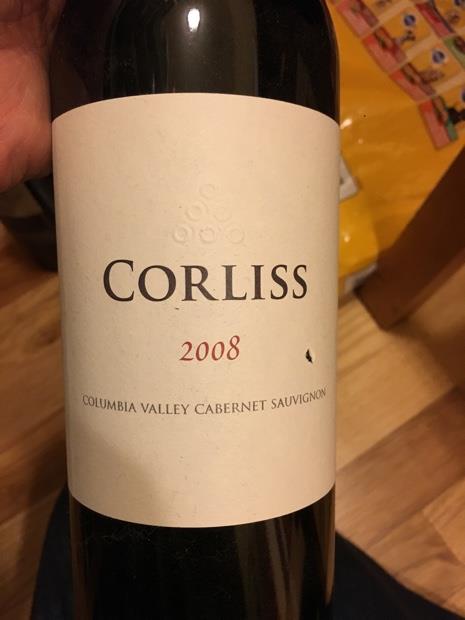 CORLISS
2008
COLUMBIA VALLEY CABERNET SAUVIGNON